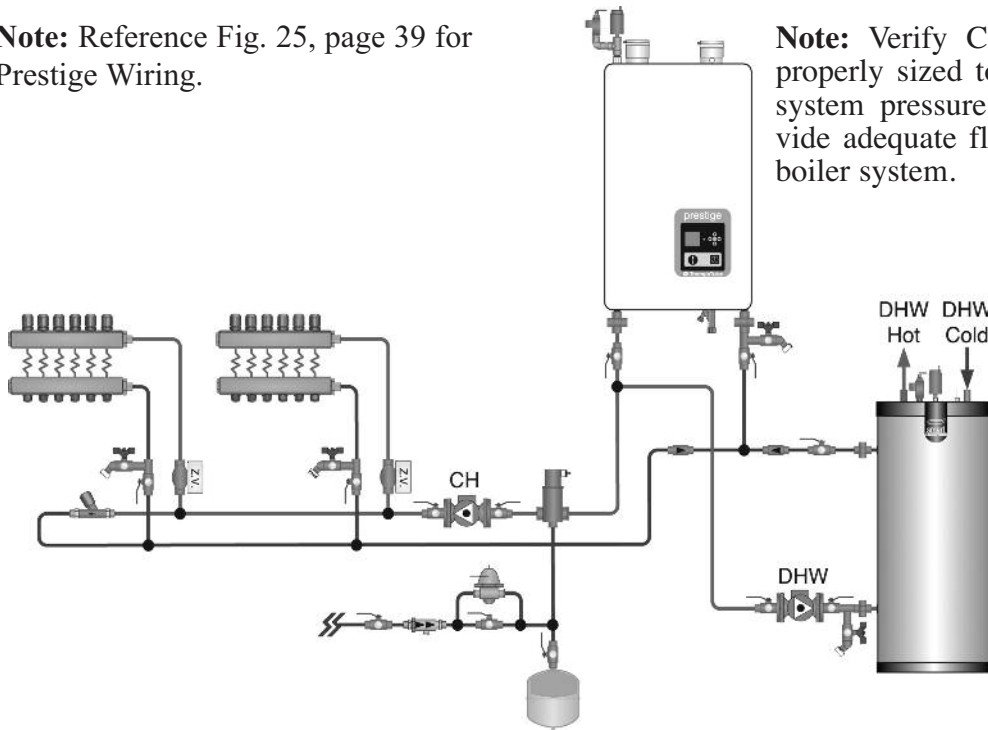 Note: Reference Fig. 25, page 39 for
Prestige Wiring.
Note: Verify C
properly sized to
system pressure
vide adequate fl
boiler system.
prestige
DHW Hot
DHW Cold
Z.V.
Z.V.
CH
DHW